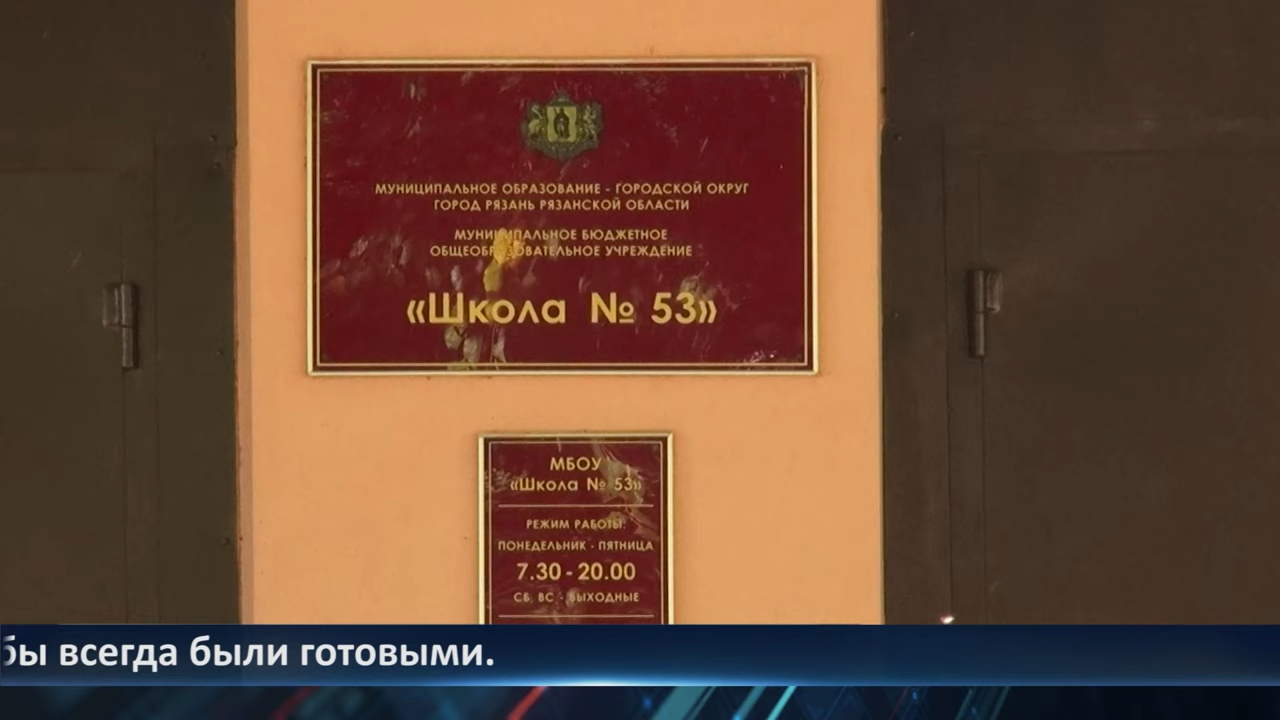 МУНИЦИПАЛЬНОЕ ОБРАЗОВАНИЕ - ГОРОДСКОЙ ОКРУГ
ГОРОД РЯЗАНЬ РЯЗАНСКОЙ ОБЛАСТИ
МУНИЦИПАЛЬНОЕ БЮДЖЕТНОЕ
ОБЩЕОБРАЗОВАТЕЛЬНОЕ УЧРЕЖДЕНИЕ
«Школа № 53»
МБОУ
«Школа № 53»
РЕЖИМ РАБОТЫ:
ПОНЕДЕЛЬНИК - ПЯТНИЦА
7.30 - 20.00
СБ, ВС - ВЫХОДНЫЕ
бы всегда были готовыми.